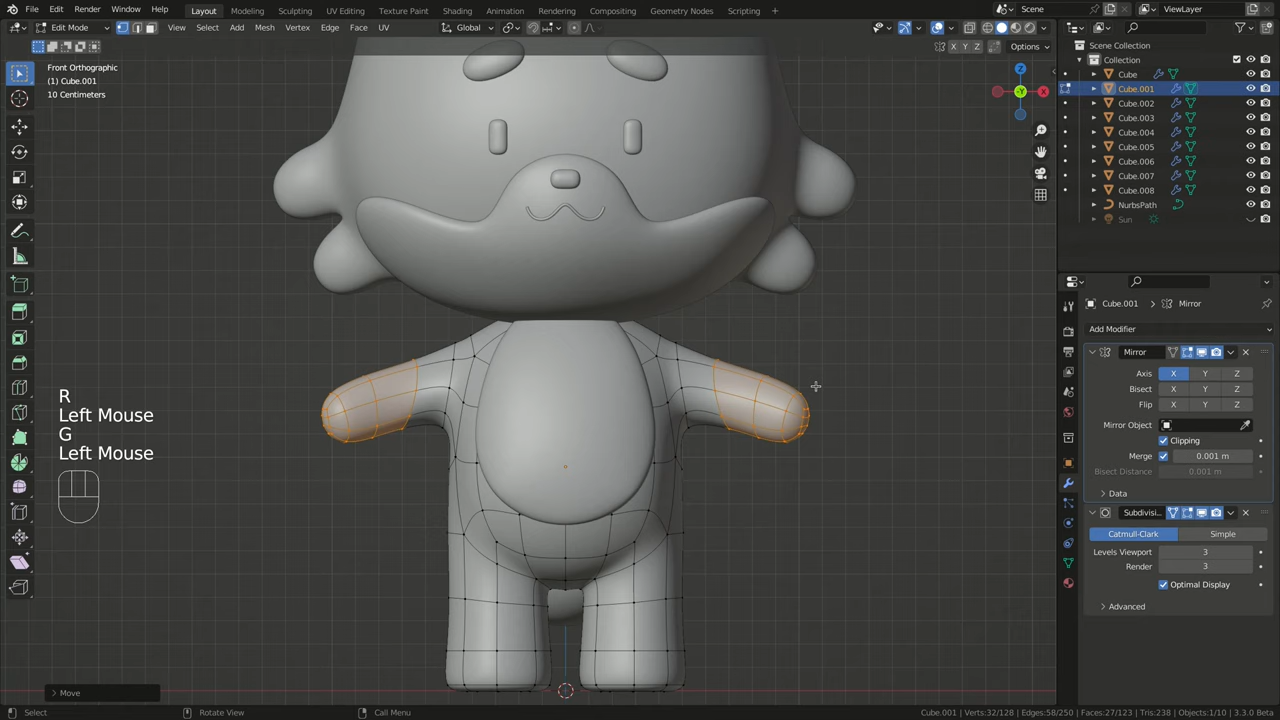 File Edit Render Window Help Layout Modeling Sculpting UV Editing Texture Paint Shading Animation Rendering Compositing Geometry Nodes Scripting Scene ViewLayer
Edit Mode View Select Add Mesh Vertex Edge Face UV Global
X Y Z Options
Front Orthographic
(1) Cube.001
10 Centimeters
Scene Collection
Collection
Cube
Cube.001
Cube.002
Cube.003
Cube.004
Cube.005
Cube.006
Cube.007
Cube.008
NurbsPath
Sun
Z
Y
X
Cube.001 > Mirror
Add Modifier
Mirror
Axis X Y Z
Bisect X Y Z
Flip X Y Z
Mirror Object
Clipping
Merge 0.001 m
Bisect Distance 0.001 m
Data
Subdivisi...
Catmull-Clark Simple
Levels Viewport 3
Render 3
Optimal Display
Advanced
R
Left Mouse
G
Left Mouse
Move
Select Rotate View Call Menu Cube.001 | Verts:32/128 | Edges:58/250 | Faces:27/123 | Tris:238 | Objects:1/10 | 3.3.0 Beta